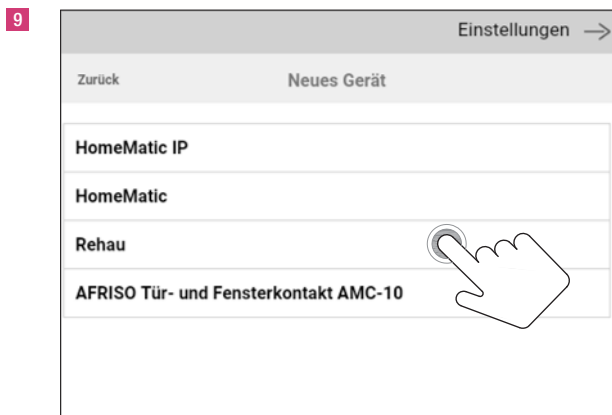 9
Einstellungen →
Zurück Neues Gerät
HomeMatic IP
HomeMatic
Rehau
AFRISO Tür- und Fensterkontakt AMC-10